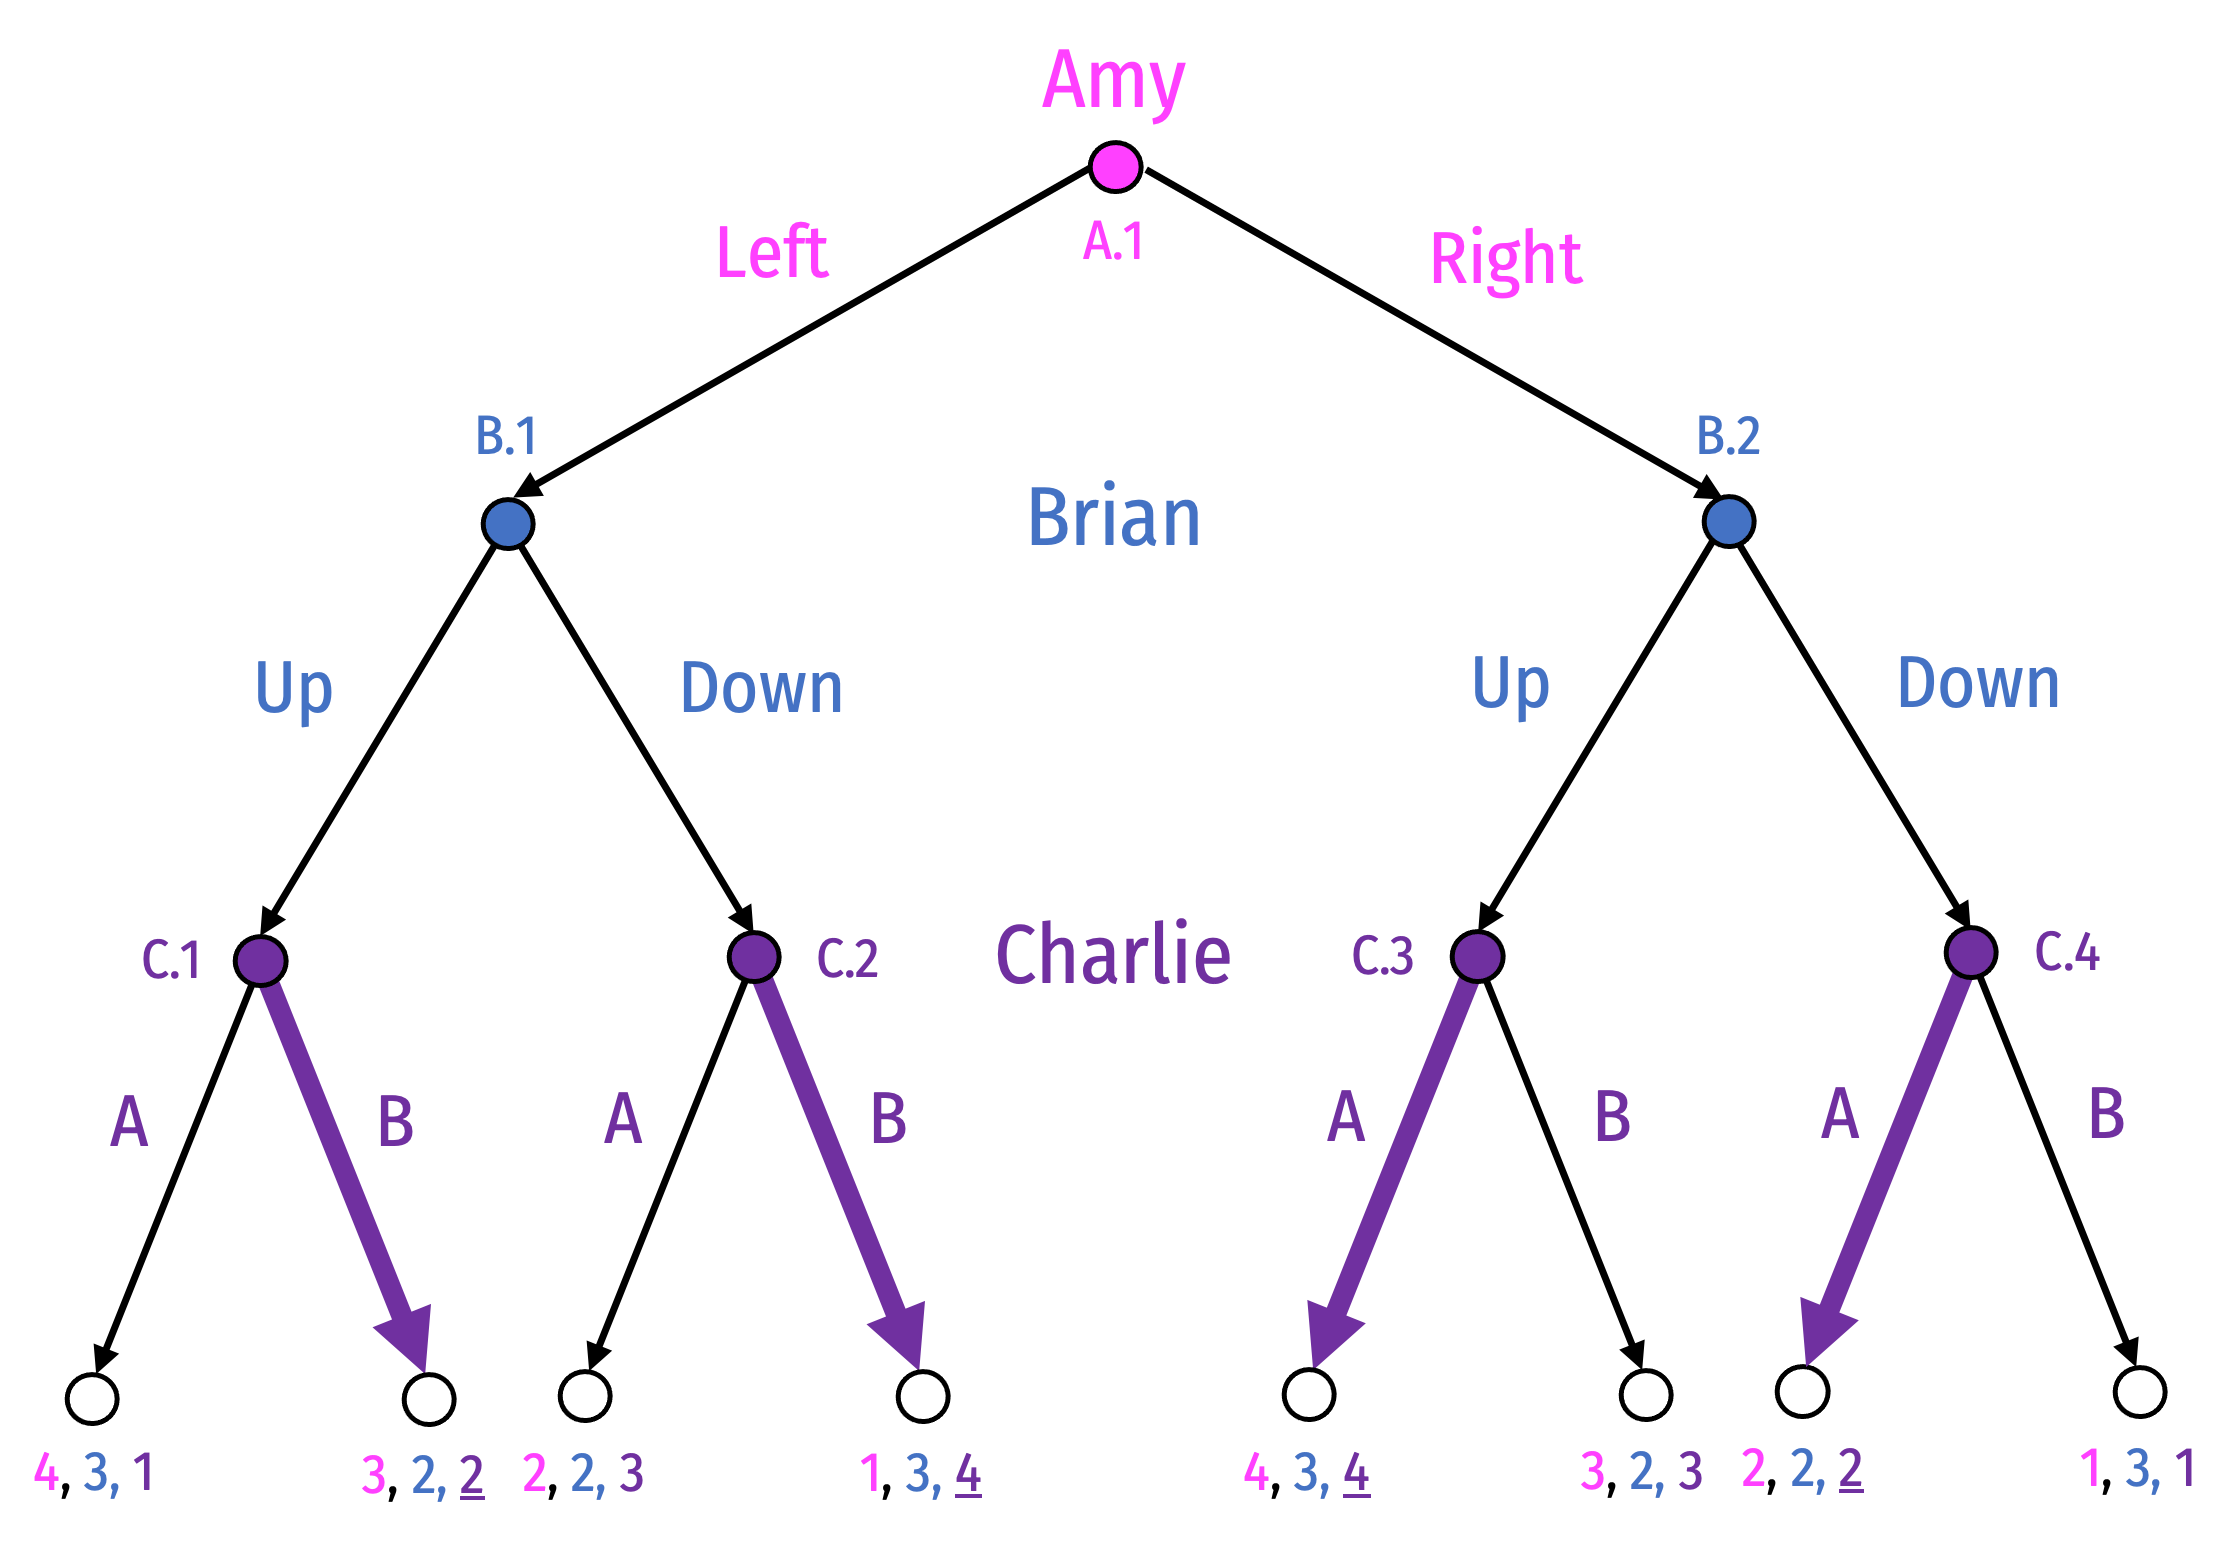 Amy
A.1
Left
Right
B.1
B.2
Brian
Up
Down
Up
Down
C.1
C.2
Charlie
C.3
C.4
A
B
A
B
A
B
A
B
4, 3, 1
3, 2, 2
2, 2, 3
1, 3, 4
4, 3, 4
3, 2, 3
2, 2, 2
1, 3, 1